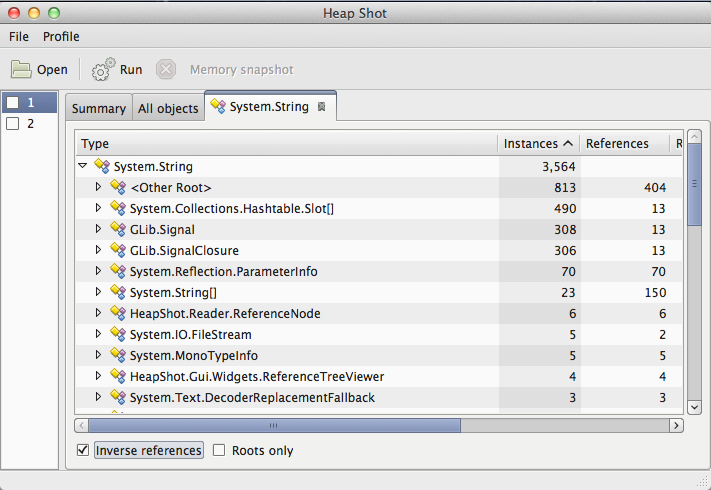 Heap Shot
File Profile
Open Run Memory snapshot
1
2
Summary All objects System.String
Type Instances References R
System.String 3,564
<Other Root> 813 404
System.Collections.Hashtable.Slot[] 490 13
GLib.Signal 308 13
GLib.SignalClosure 306 13
System.Reflection.ParameterInfo 70 70
System.String[] 23 150
HeapShot.Reader.ReferenceNode 6 6
System.IO.FileStream 5 2
System.MonoTypeInfo 5 5
HeapShot.Gui.Widgets.ReferenceTreeViewer 4 4
System.Text.DecoderReplacementFallback 3 3
Inverse references Roots only